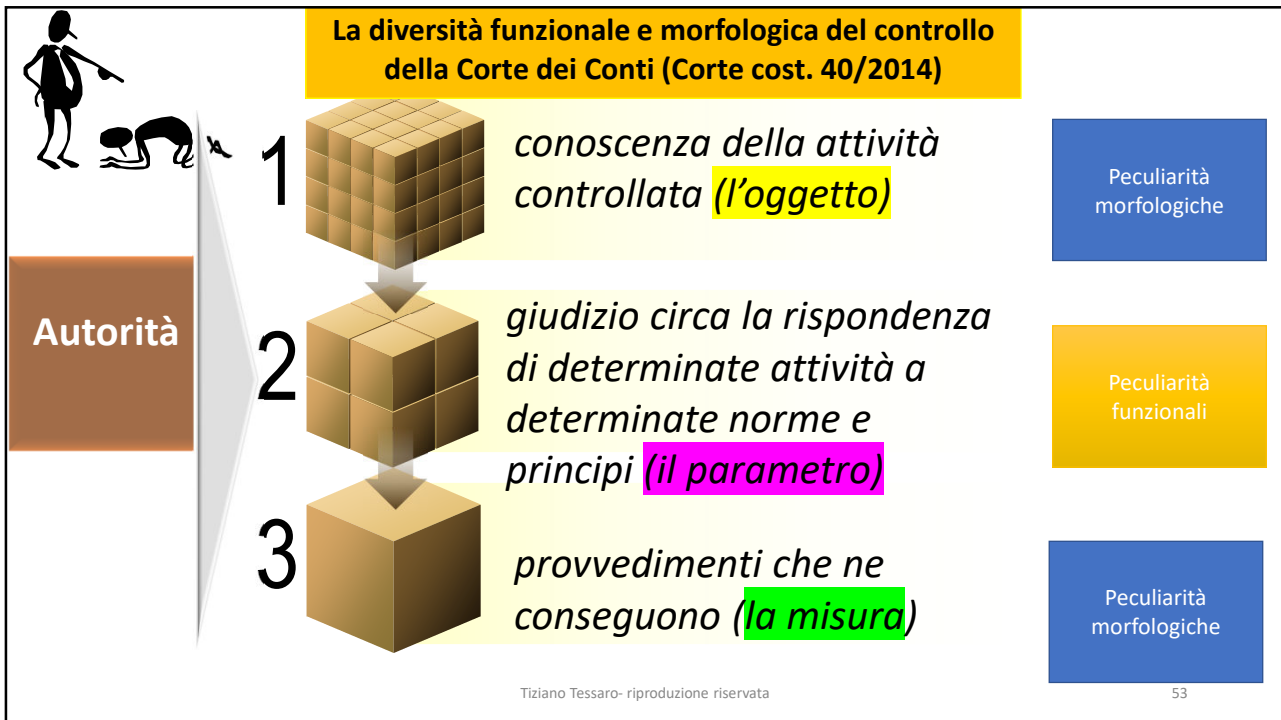 La diversità funzionale e morfologica del controllo
della Corte dei Conti (Corte cost. 40/2014)
Autorità
1
conoscenza della attività
controllata (l'oggetto)
Peculiarità
morfologiche
2
giudizio circa la rispondenza
di determinate attività a
determinate norme e
principi (il parametro)
Peculiarità
funzionali
3
provvedimenti che ne
conseguono (la misura)
Peculiarità
morfologiche
Tiziano Tessaro- riproduzione riservata
53